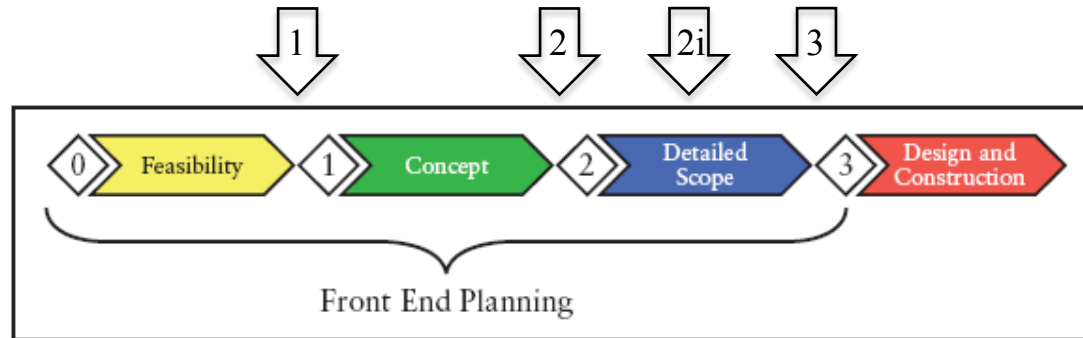 1
2
2i
3
0
Feasibility
1
Concept
2
Detailed
Scope
3
Design and
Construction
Front End Planning